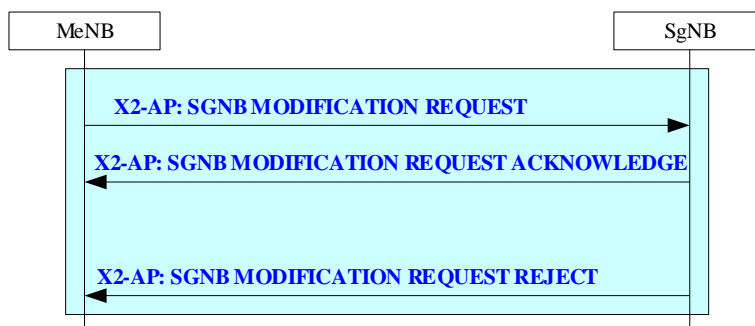 MeNB
SgNB
X2-AP: SGNB MODIFICATION REQUEST
X2-AP: SGNB MODIFICATION REQUEST ACKNOWLEDGE
X2-AP: SGNB MODIFICATION REQUEST REJECT